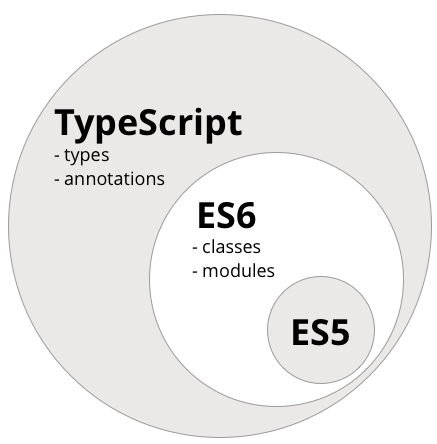 TypeScript
- types
- annotations
ES6
- classes
- modules
ES5